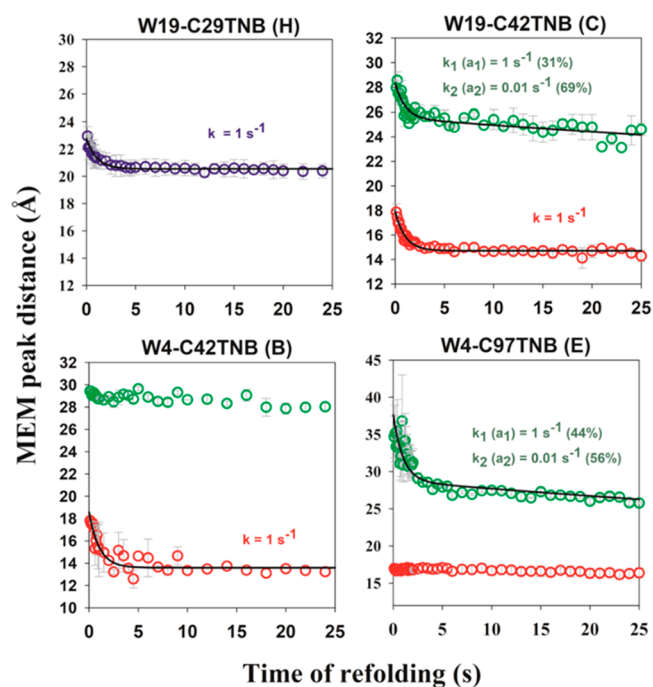 W19-C29TNB (H)
30
28
26
24
22
20
18
16
14
12
k = 1 s⁻¹
0 5 10 15 20 25
W19-C42TNB (C)
32
28
24
20
16
12
k₁ (a₁) = 1 s⁻¹ (31%)
k₂ (a₂) = 0.01 s⁻¹ (69%)
k = 1 s⁻¹
0 5 10 15 20 25
MEM peak distance (Å)
W4-C42TNB (B)
32
30
28
26
24
22
20
18
16
14
12
10
k = 1 s⁻¹
0 5 10 15 20 25
W4-C97TNB (E)
45
40
35
30
25
20
15
k₁ (a₁) = 1 s⁻¹ (44%)
k₂ (a₂) = 0.01 s⁻¹ (56%)
0 5 10 15 20 25
Time of refolding (s)